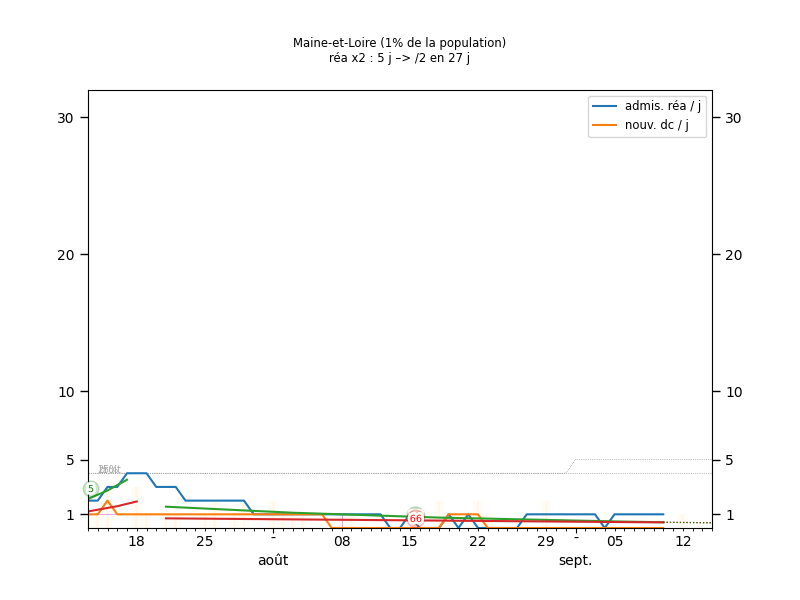 Maine-et-Loire (1% de la population)
réa x2 : 5 j –> /2 en 27 j
admis. réa / j
nouv. dc / j
30 30
20 20
10 10
5 5
1 1
5
66
18 25 - 08 15 22 29 - 05 12
août sept.